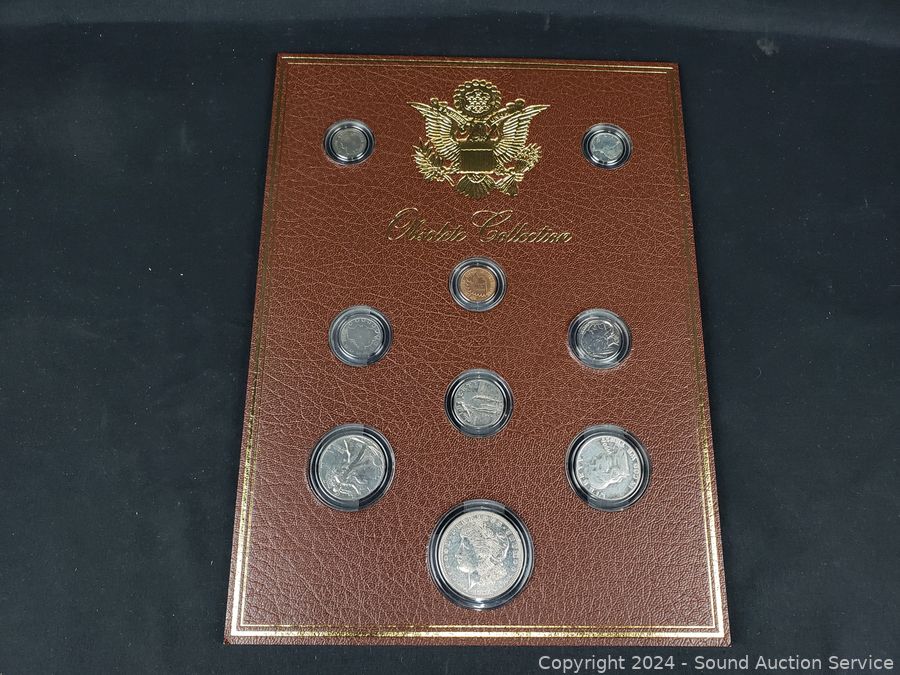 Obsolete Collection
Copyright 2024 - Sound Auction Service